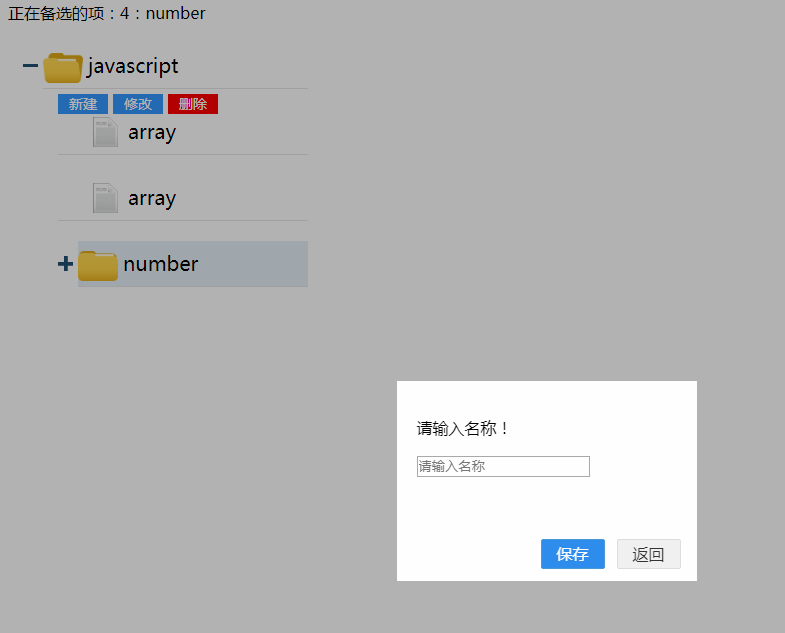 正在备选的项：4：number
javascript
新建 修改 删除
array
array
number
请输入名称！
请输入名称
保存 返回